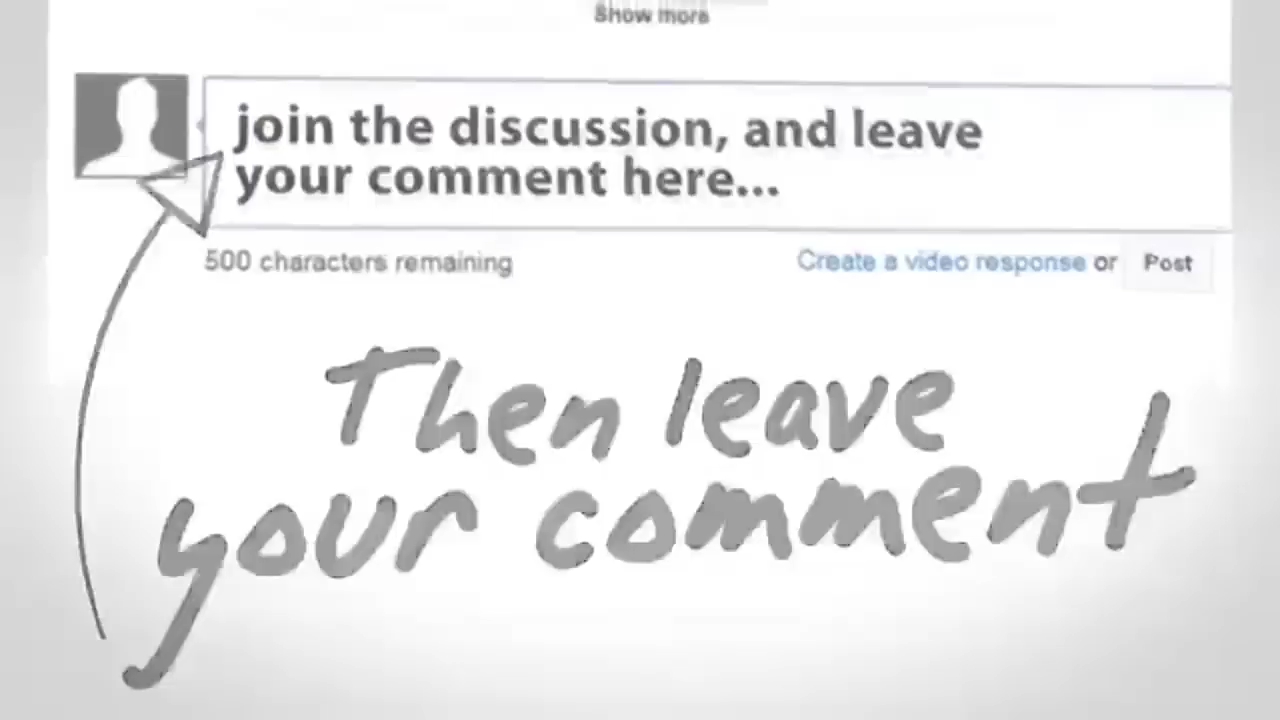 Show more
join the discussion, and leave
your comment here...
500 characters remaining
Create a video response or Post
Then leave
your comment